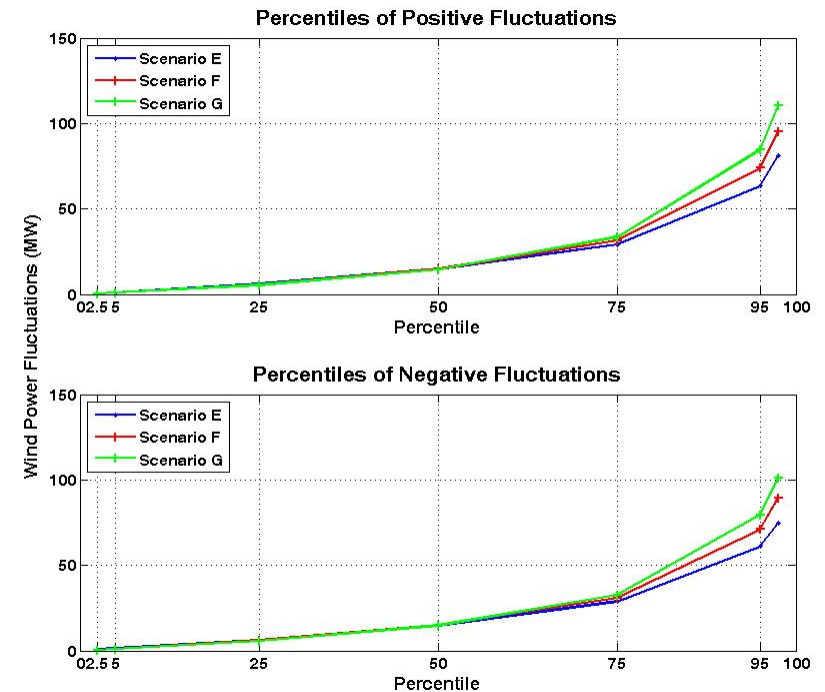 Percentiles of Positive Fluctuations
150
Scenario E
Scenario F
Scenario G
100
50
0
02.5 5 25 50 75 95 100
Percentile
Wind Power Fluctuations (MW)
Percentiles of Negative Fluctuations
150
Scenario E
Scenario F
Scenario G
100
50
0
02.5 5 25 50 75 95 100
Percentile